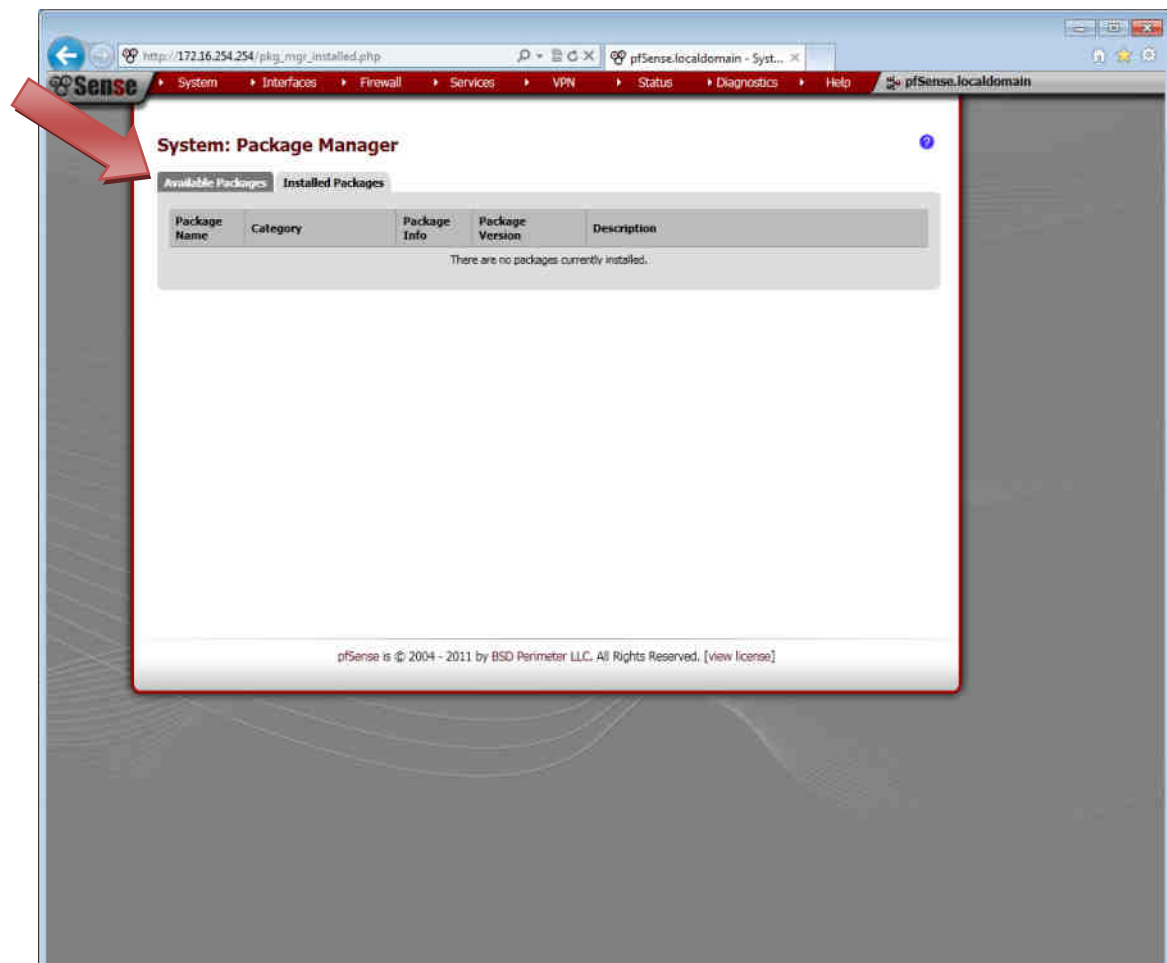 http://172.16.254.254/pkg_mgr_installed.php
pfSense.localdomain - Syst...
Sense System Interfaces Firewall Services VPN Status Diagnostics Help pfSense.localdomain
System: Package Manager
Available Packages Installed Packages
Package Name Category Package Info Package Version Description
There are no packages currently installed.
pfSense is © 2004 - 2011 by BSD Perimeter LLC. All Rights Reserved. [view license]